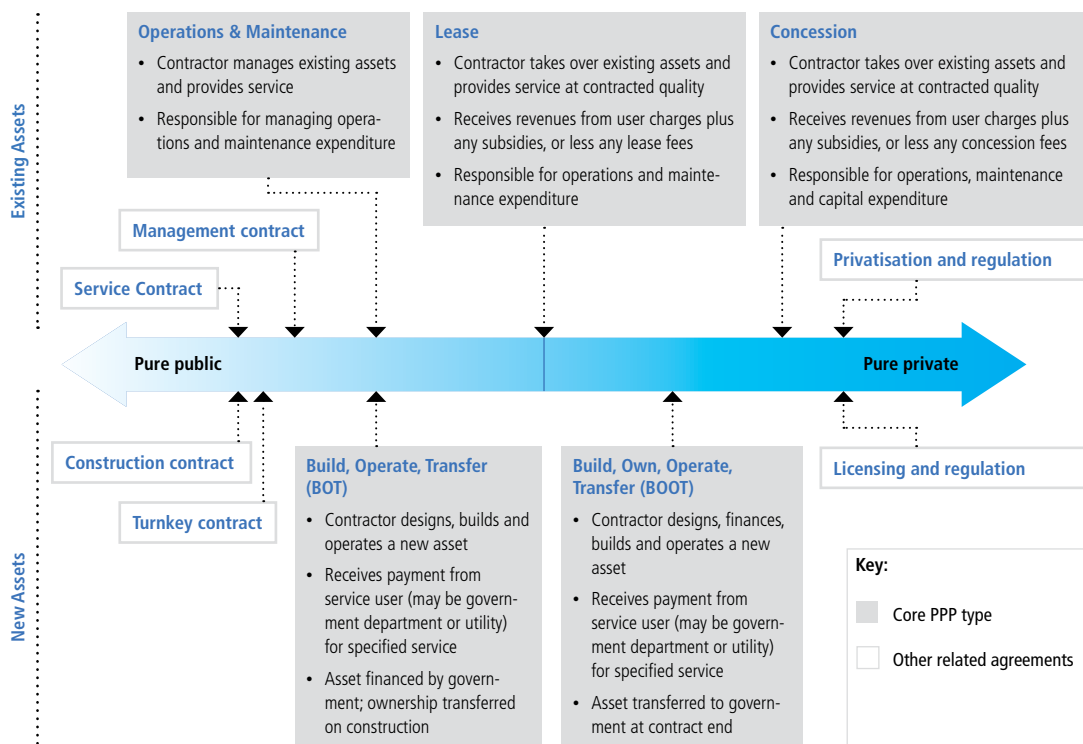 Existing Assets
Operations & Maintenance
• Contractor manages existing assets
and provides service
• Responsible for managing opera-
tions and maintenance expenditure
Lease
• Contractor takes over existing assets and
provides service at contracted quality
• Receives revenues from user charges plus
any subsidies, or less any lease fees
• Responsible for operations and mainte-
nance expenditure
Concession
• Contractor takes over existing assets and
provides service at contracted quality
• Receives revenues from user charges plus
any subsidies, or less any concession fees
• Responsible for operations, maintenance
and capital expenditure
Management contract
Service Contract
Privatisation and regulation
Pure public
Pure private
New Assets
Construction contract
Turnkey contract
Build, Operate, Transfer
(BOT)
• Contractor designs, builds and
operates a new asset
• Receives payment from
service user (may be govern-
ment department or utility)
for specified service
• Asset financed by govern-
ment; ownership transferred
on construction
Build, Own, Operate,
Transfer (BOOT)
• Contractor designs, finances,
builds and operates a new
asset
• Receives payment from
service user (may be govern-
ment department or utility)
for specified service
• Asset transferred to govern-
ment at contract end
Licensing and regulation
Key:
Core PPP type
Other related agreements